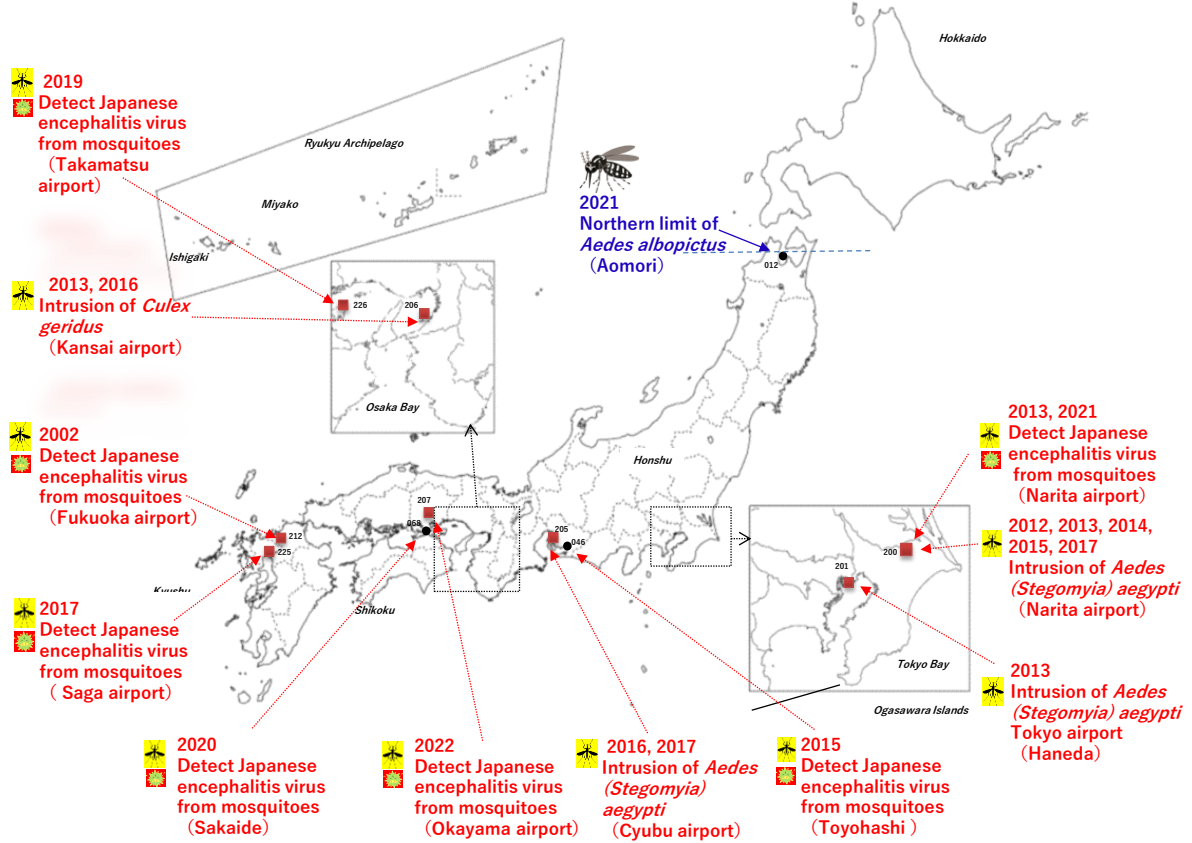 Hokkaido
2019
Detect Japanese
encephalitis virus
from mosquitoes
（Takamatsu
airport）
Ryukyu Archipelago
Miyako
Ishigaki
2021
Northern limit of
Aedes albopictus
（Aomori）
012
2013, 2016
Intrusion of Culex
geridus
（Kansai airport）
226
206
Osaka Bay
2002
Detect Japanese
encephalitis virus
from mosquitoes
（Fukuoka airport）
Honshu
2013, 2021
Detect Japanese
encephalitis virus
from mosquitoes
（Narita airport）
207
068
205
046
212
225
Kyushu
Shikoku
2012, 2013, 2014,
2015, 2017
Intrusion of Aedes
(Stegomyia) aegypti
（Narita airport）
200
201
Tokyo Bay
Ogasawara Islands
2017
Detect Japanese
encephalitis virus
from mosquitoes
（ Saga airport）
2013
Intrusion of Aedes
(Stegomyia) aegypti
Tokyo airport
（Haneda）
2020
Detect Japanese
encephalitis virus
from mosquitoes
（Sakaide）
2022
Detect Japanese
encephalitis virus
from mosquitoes
（Okayama airport）
2016, 2017
Intrusion of Aedes
(Stegomyia)
aegypti
（Cyubu airport）
2015
Detect Japanese
encephalitis virus
from mosquitoes
（Toyohashi ）